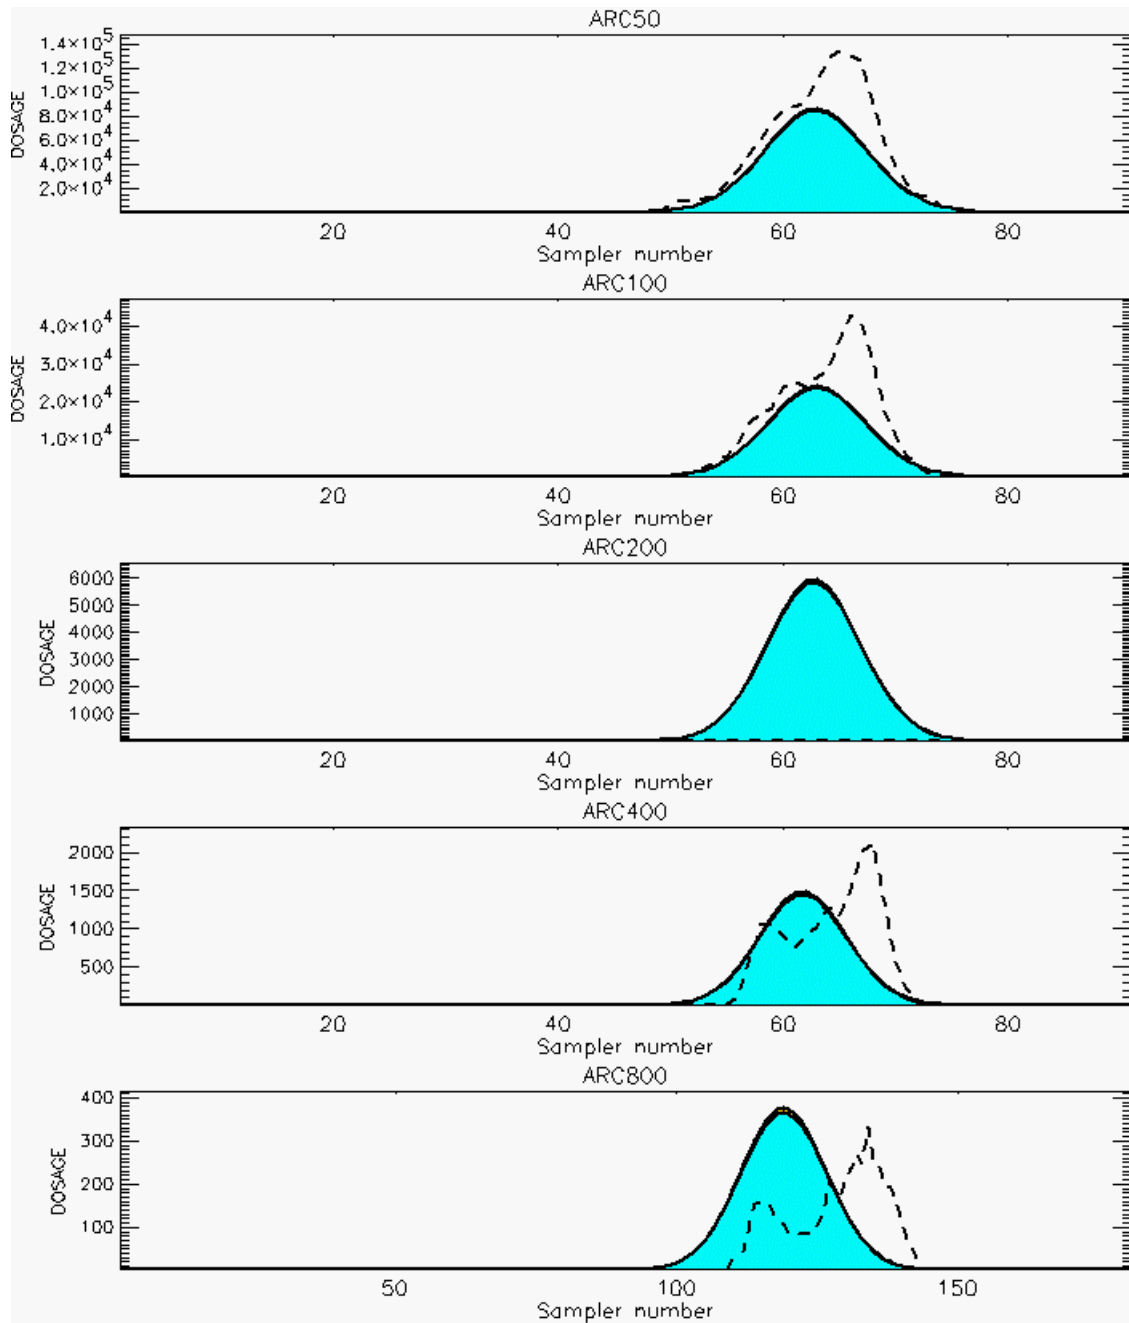 ARC50
1.4×10^5
1.2×10^5
1.0×10^5
8.0×10^4
6.0×10^4
4.0×10^4
2.0×10^4
DOSAGE
20 40 60 80
Sampler number
ARC100
4.0×10^4
3.0×10^4
2.0×10^4
1.0×10^4
DOSAGE
20 40 60 80
Sampler number
ARC200
6000
5000
4000
3000
2000
1000
DOSAGE
20 40 60 80
Sampler number
ARC400
2000
1500
1000
500
DOSAGE
20 40 60 80
Sampler number
ARC800
400
300
200
100
DOSAGE
50 100 150
Sampler number